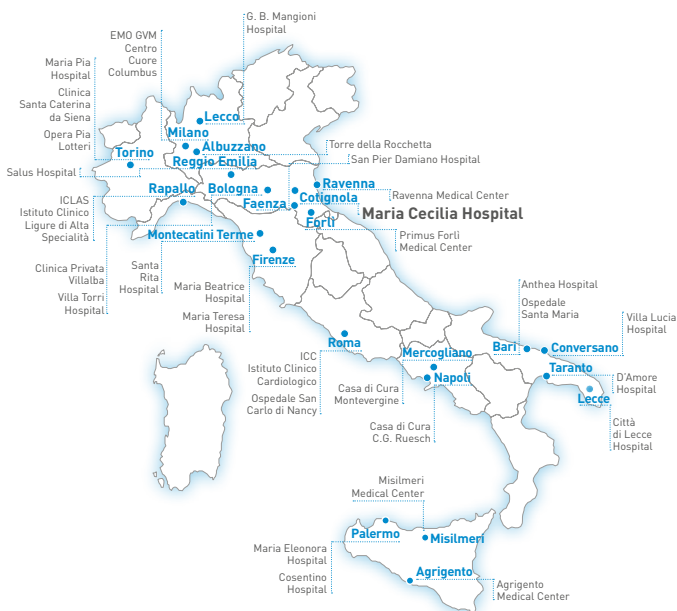 G. B. Mangioni
Hospital
EMO GVM
Centro
Cuore
Columbus
Maria Pia
Hospital
Clinica
Santa Caterina
da Siena
Opera Pia
Lotteri
Lecco
Milano
Albuzzano
Torino
Reggio Emilia
Torre della Rocchetta
San Pier Damiano Hospital
Salus Hospital
Rapallo
Bologna
Ravenna
Cotignola
Faenza
Ravenna Medical Center
Maria Cecilia Hospital
Forlì
Primus Forlì
Medical Center
ICLAS
Istituto Clinico
Ligure di Alta
Specialità
Montecatini Terme
Firenze
Clinica Privata
Villalba
Villa Torri
Hospital
Santa
Rita
Hospital
Maria Beatrice
Hospital
Maria Teresa
Hospital
Anthea Hospital
Ospedale
Santa Maria
Villa Lucia
Hospital
Roma
Mercogliano
Napoli
Bari
Conversano
Taranto
Lecce
ICC
Istituto Clinico
Cardiologico
Ospedale San
Carlo di Nancy
Casa di Cura
Montevergine
Casa di Cura
C.G. Ruesch
D'Amore
Hospital
Città
di Lecce
Hospital
Misilmeri
Medical Center
Palermo
Misilmeri
Maria Eleonora
Hospital
Cosentino
Hospital
Agrigento
Agrigento
Medical Center